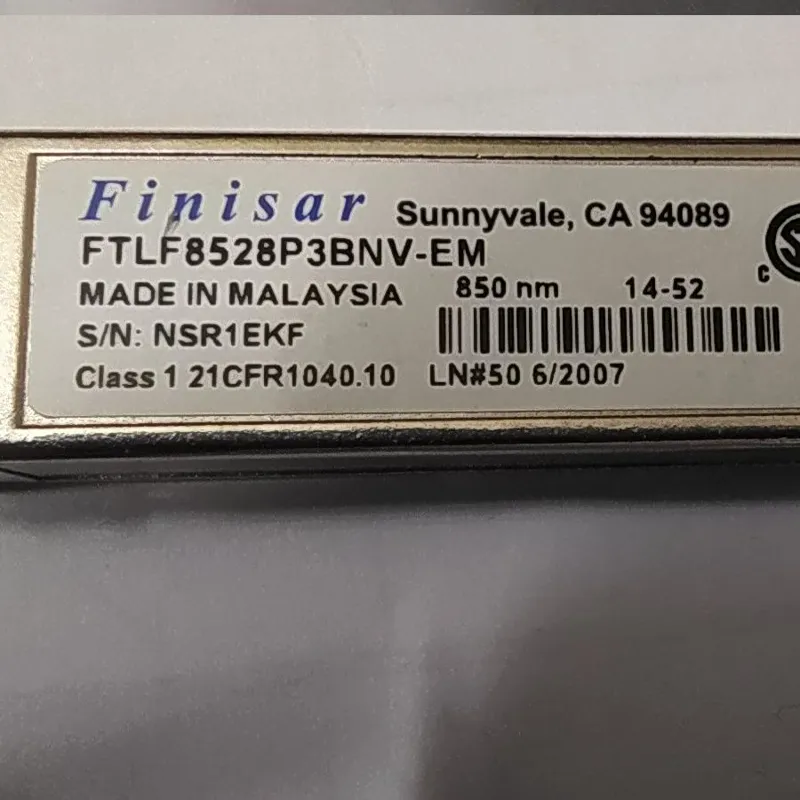 Finisar Sunnyvale, CA 94089
FTLF8528P3BNV-EM
MADE IN MALAYSIA 850 nm 14-52
S/N: NSR1EKF
Class 1 21CFR1040.10 LN#50 6/2007
C